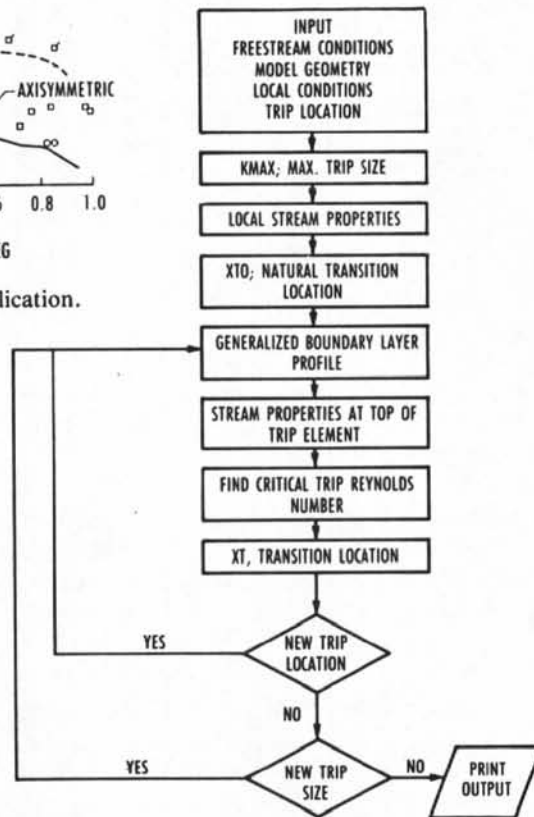 AXISYMMETRIC
0.8 1.0
lication.
INPUT
FREESTREAM CONDITIONS
MODEL GEOMETRY
LOCAL CONDITIONS
TRIP LOCATION
KMAX; MAX. TRIP SIZE
LOCAL STREAM PROPERTIES
XTO; NATURAL TRANSITION
LOCATION
GENERALIZED BOUNDARY LAYER
PROFILE
STREAM PROPERTIES AT TOP OF
TRIP ELEMENT
FIND CRITICAL TRIP REYNOLDS
NUMBER
XT, TRANSITION LOCATION
YES
NEW TRIP
LOCATION
NO
YES
NEW TRIP
SIZE
NO
PRINT
OUTPUT